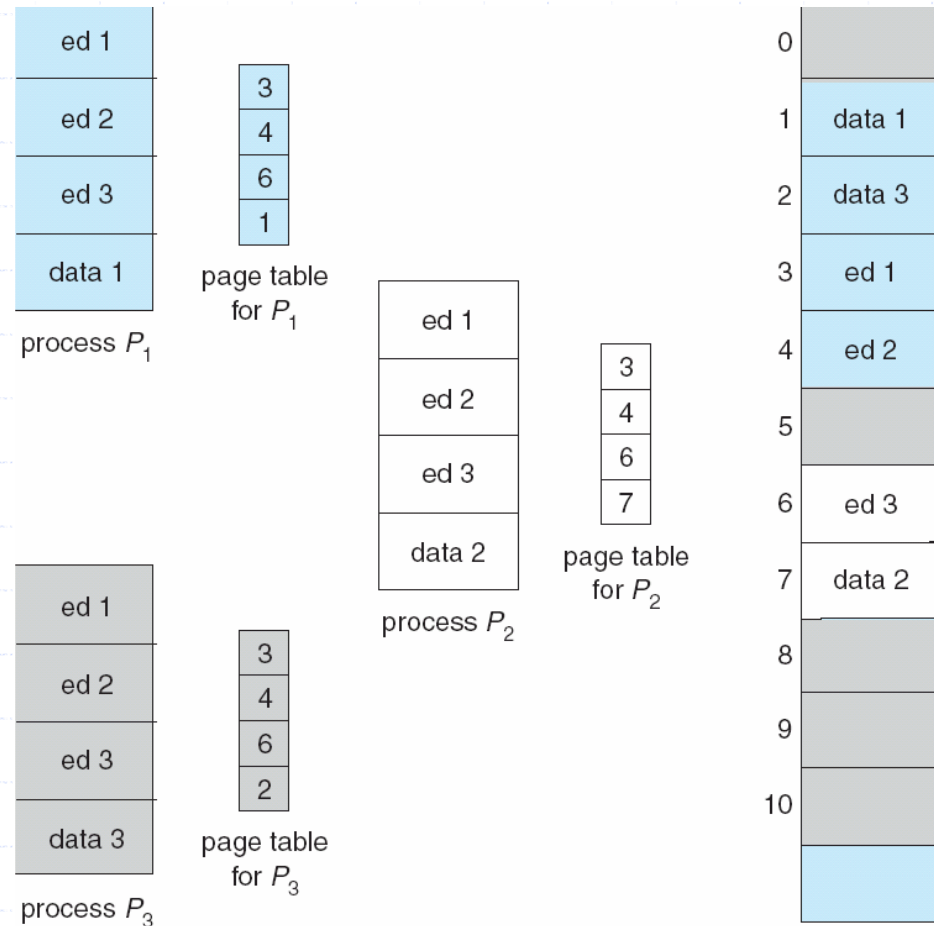 ed 1
ed 2
ed 3
data 1
process P1
3
4
6
1
page table
for P1
ed 1
ed 2
ed 3
data 2
process P2
3
4
6
7
page table
for P2
ed 1
ed 2
ed 3
data 3
process P3
3
4
6
2
page table
for P3
0
1 data 1
2 data 3
3 ed 1
4 ed 2
5
6 ed 3
7 data 2
8
9
10